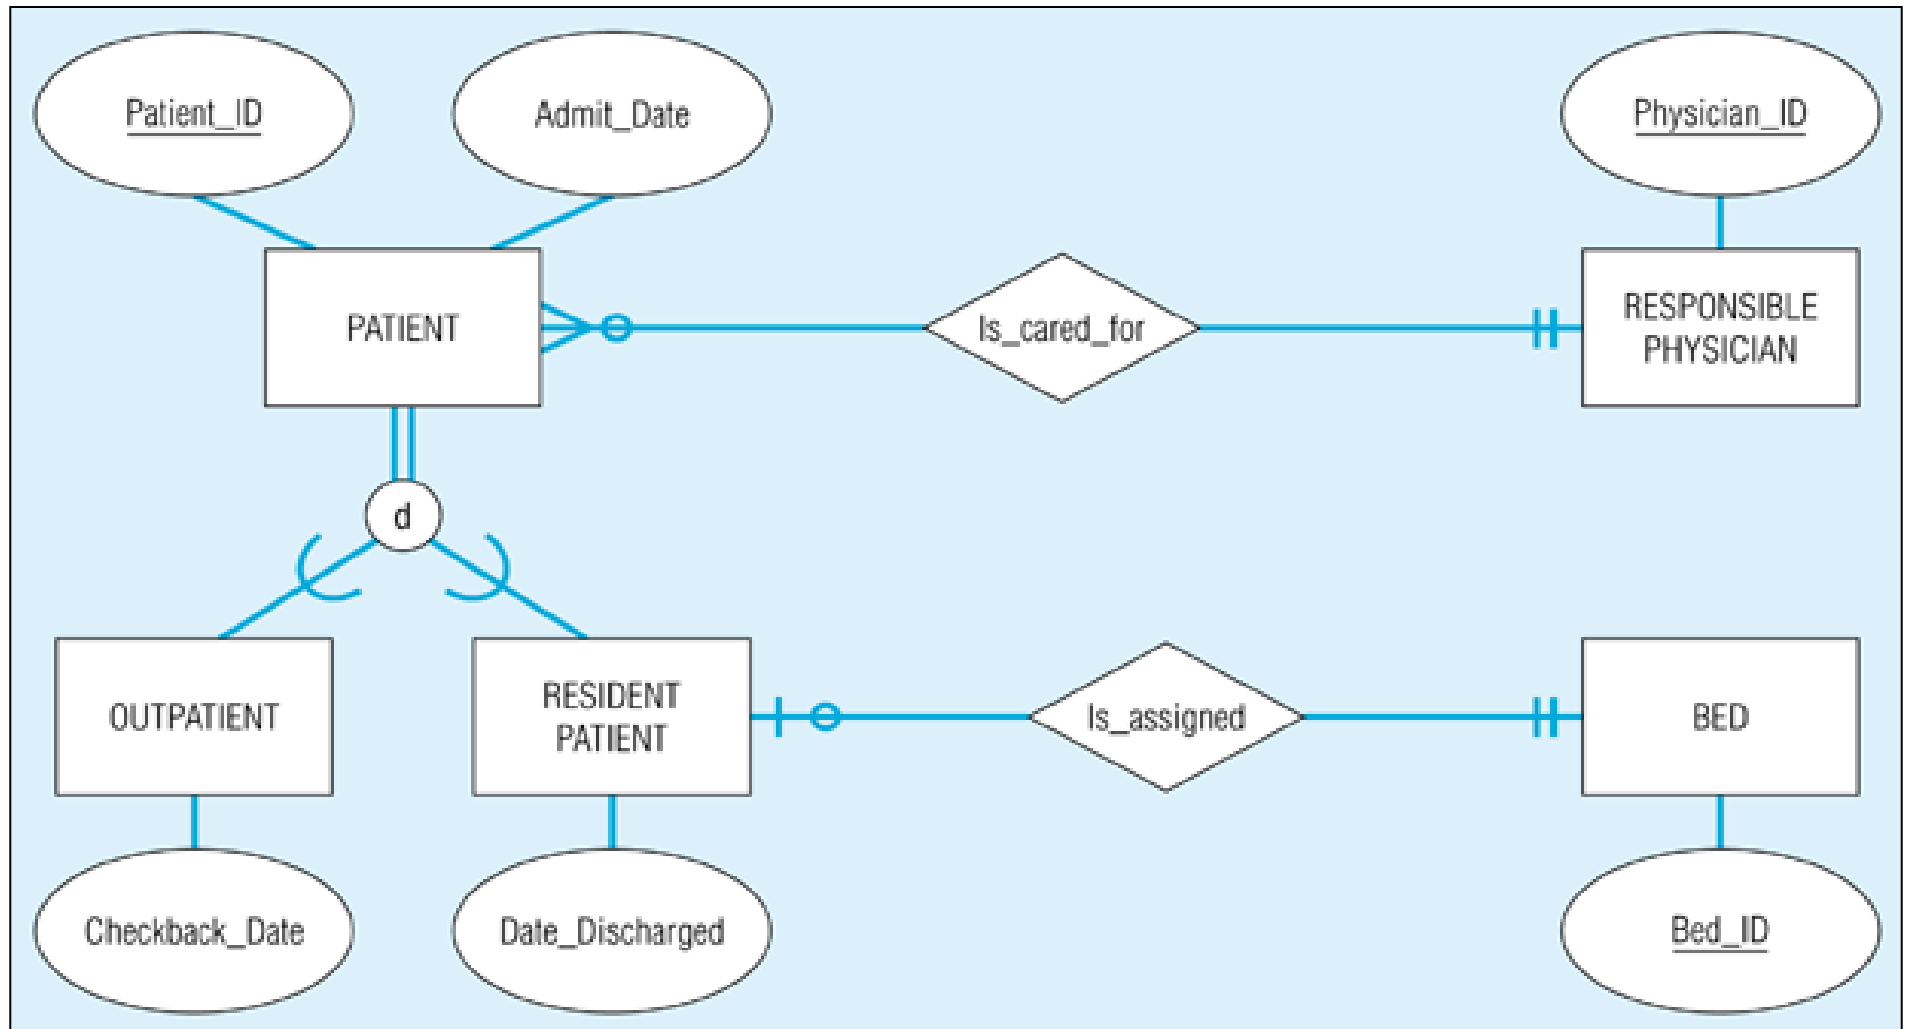 Patient_ID
Admit_Date
Physician_ID
PATIENT
Is_cared_for
RESPONSIBLE
PHYSICIAN
d
OUTPATIENT
RESIDENT
PATIENT
Is_assigned
BED
Checkback_Date
Date_Discharged
Bed_ID